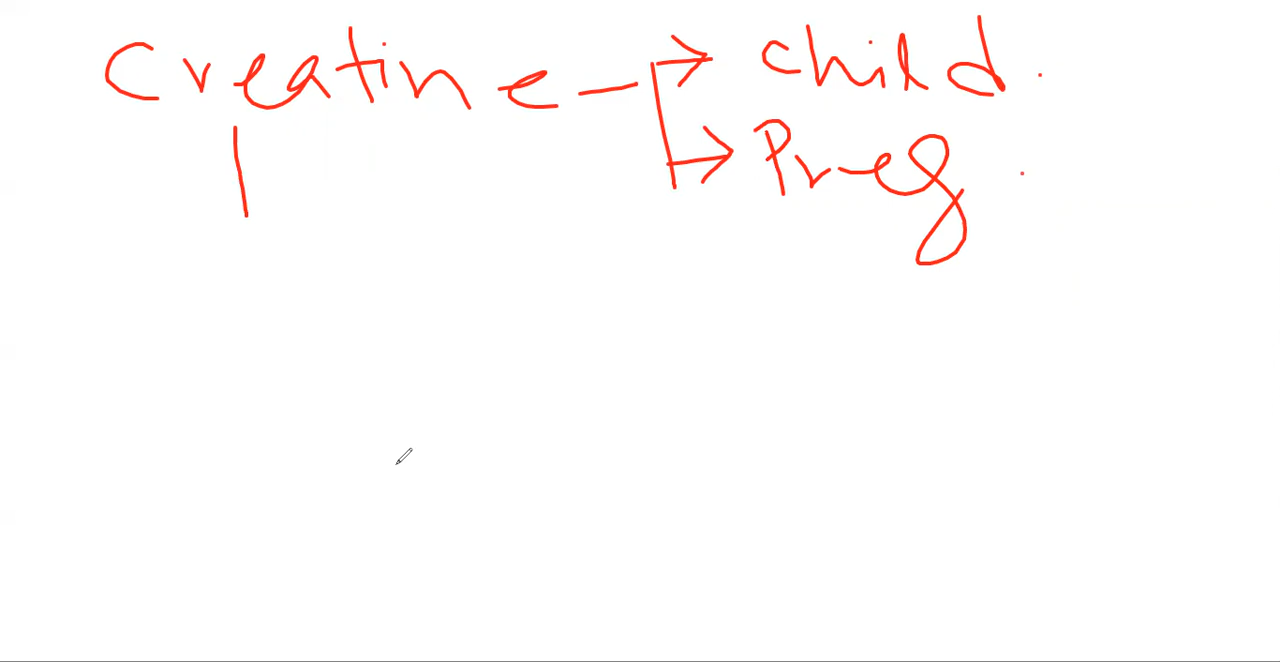 Creatine → Child.
→ Preg.